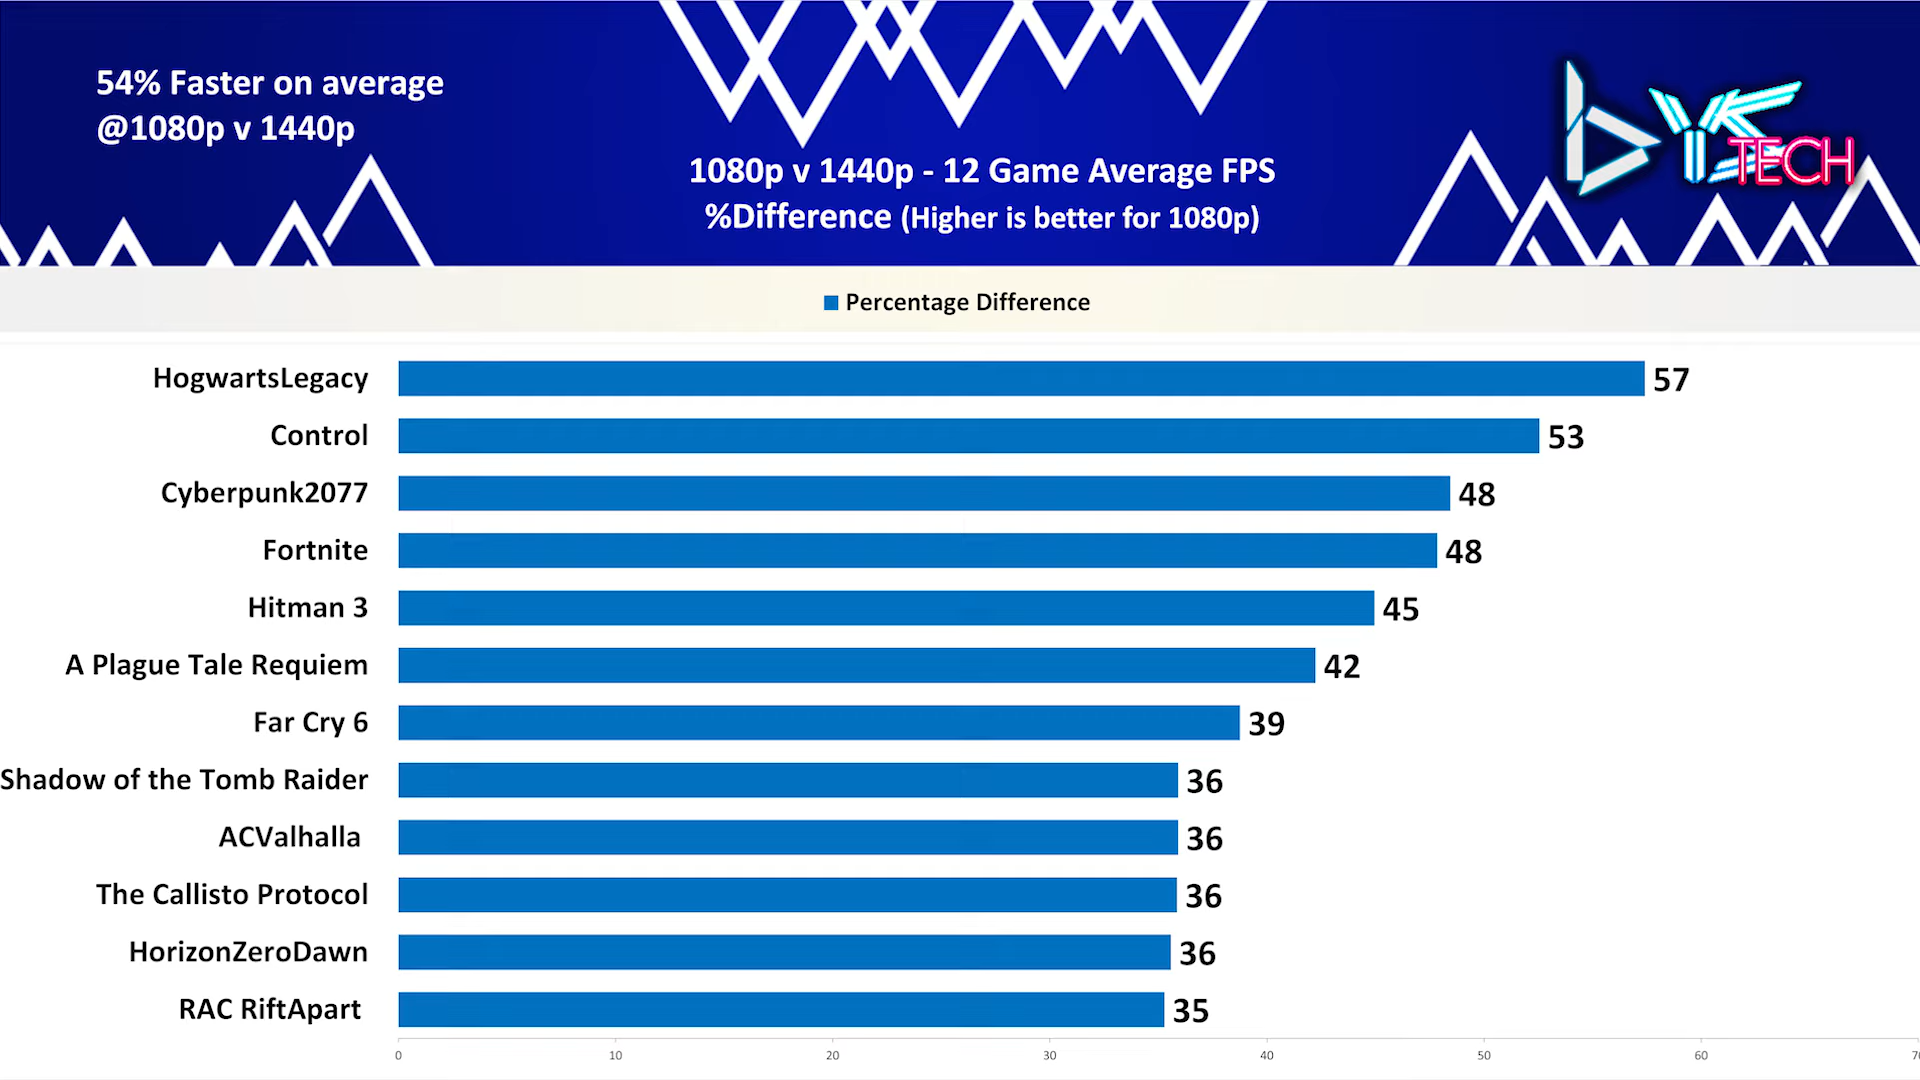 54% Faster on average
@1080p v 1440p
1080p v 1440p - 12 Game Average FPS
%Difference (Higher is better for 1080p)
TECH
Percentage Difference
HogwartsLegacy 57
Control 53
Cyberpunk2077 48
Fortnite 48
Hitman 3 45
A Plague Tale Requiem 42
Far Cry 6 39
Shadow of the Tomb Raider 36
ACValhalla 36
The Callisto Protocol 36
HorizonZeroDawn 36
RAC RiftApart 35
0 10 20 30 40 50 60